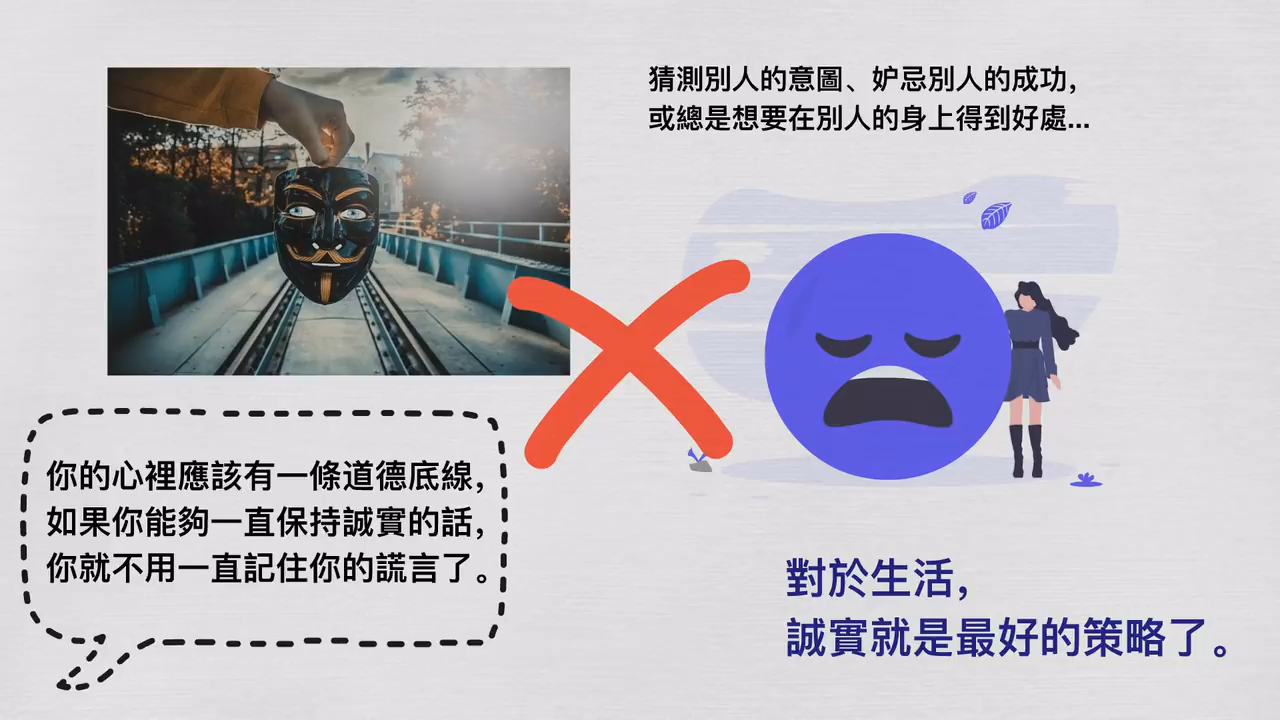 猜測別人的意圖、妒忌別人的成功，
或總是想要在別人的身上得到好處...
你的心裡應該有一條道德底線，
如果你能夠一直保持誠實的話，
你就不用一直記住你的謊言了。
對於生活，
誠實就是最好的策略了。